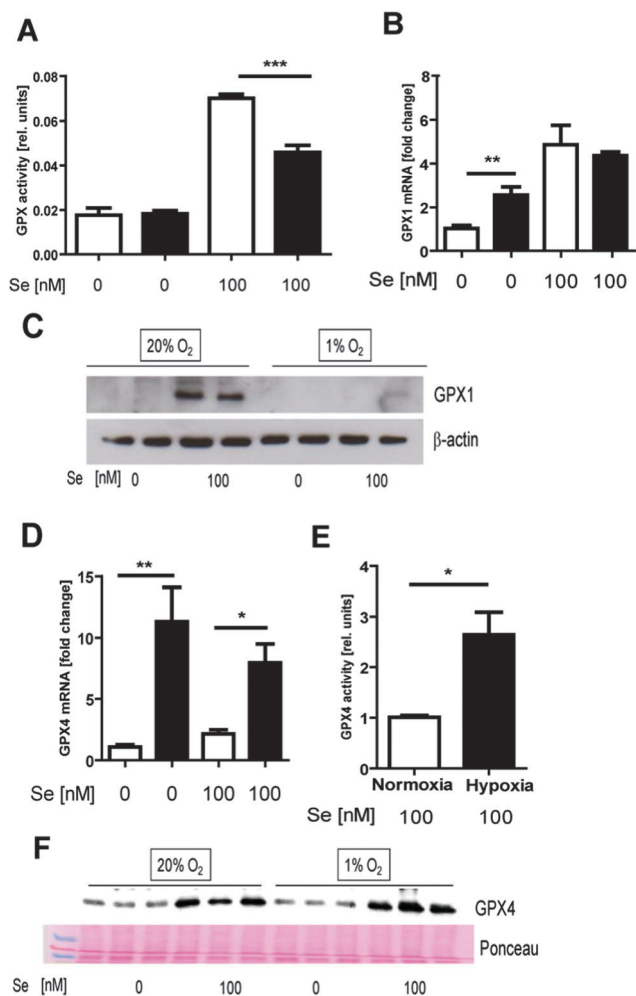 A
GPX activity [rel. units]
0.08
0.06
0.04
0.02
0.00
***
Se [nM]
0
0
100
100
B
GPX1 mRNA [fold change]
8
6
4
2
0
**
Se [nM]
0
0
100
100
C
20% O2
1% O2
GPX1
β-actin
Se [nM] 0 100 0 100
D
GPX4 mRNA [fold change]
15
10
5
0
**
*
Se [nM]
0
0
100
100
E
GPX4 activity [rel. units]
4
3
2
1
0
*
Normoxia Hypoxia
Se [nM] 100 100
F
20% O2
1% O2
GPX4
Ponceau
Se [nM] 0 100 0 100